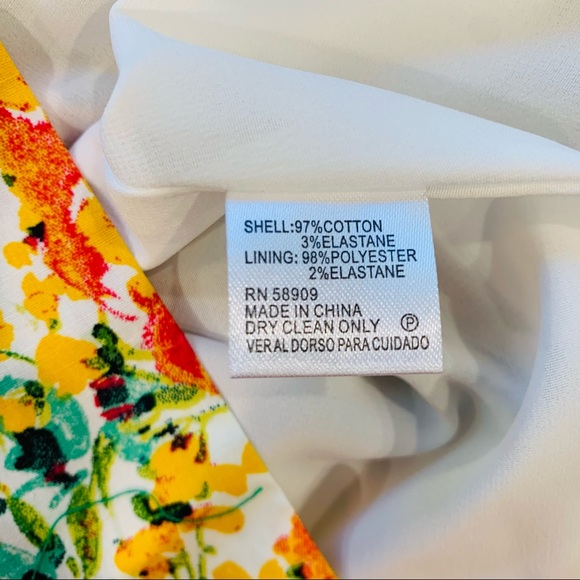 SHELL:97%COTTON
3%ELASTANE
LINING: 98%POLYESTER
2%ELASTANE
RN 58909
MADE IN CHINA
DRY CLEAN ONLY Ⓟ
VER AL DORSO PARA CUIDADO